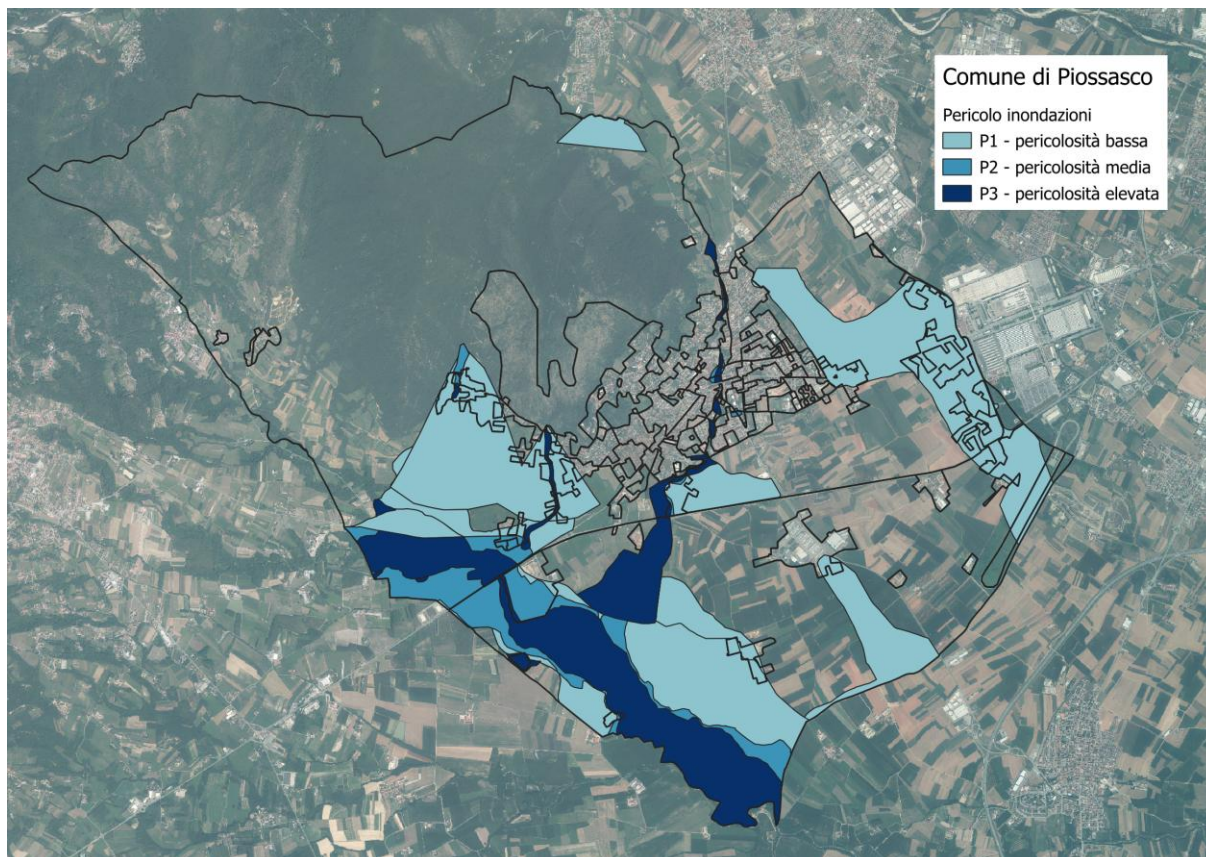 Comune di Piossasco
Pericolo inondazioni
P1 - pericolosità bassa
P2 - pericolosità media
P3 - pericolosità elevata